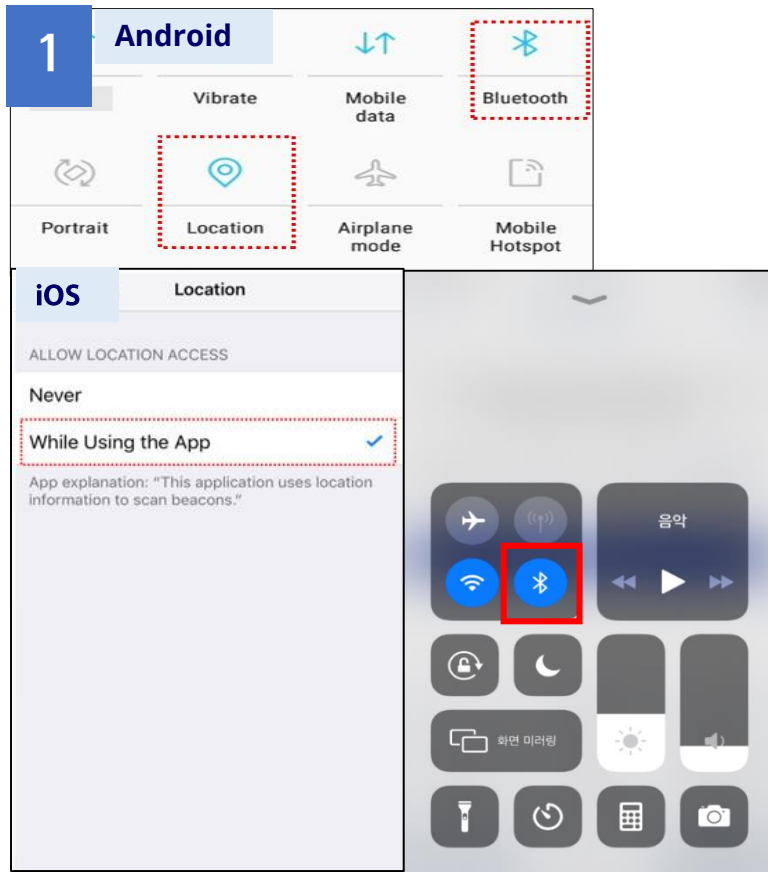 1
Android
Vibrate
Mobile
data
Bluetooth
Portrait
Location
Airplane
mode
Mobile
Hotspot
iOS
Location
ALLOW LOCATION ACCESS
Never
While Using the App
App explanation: “This application uses location
information to scan beacons.”
음악
화면 미러링